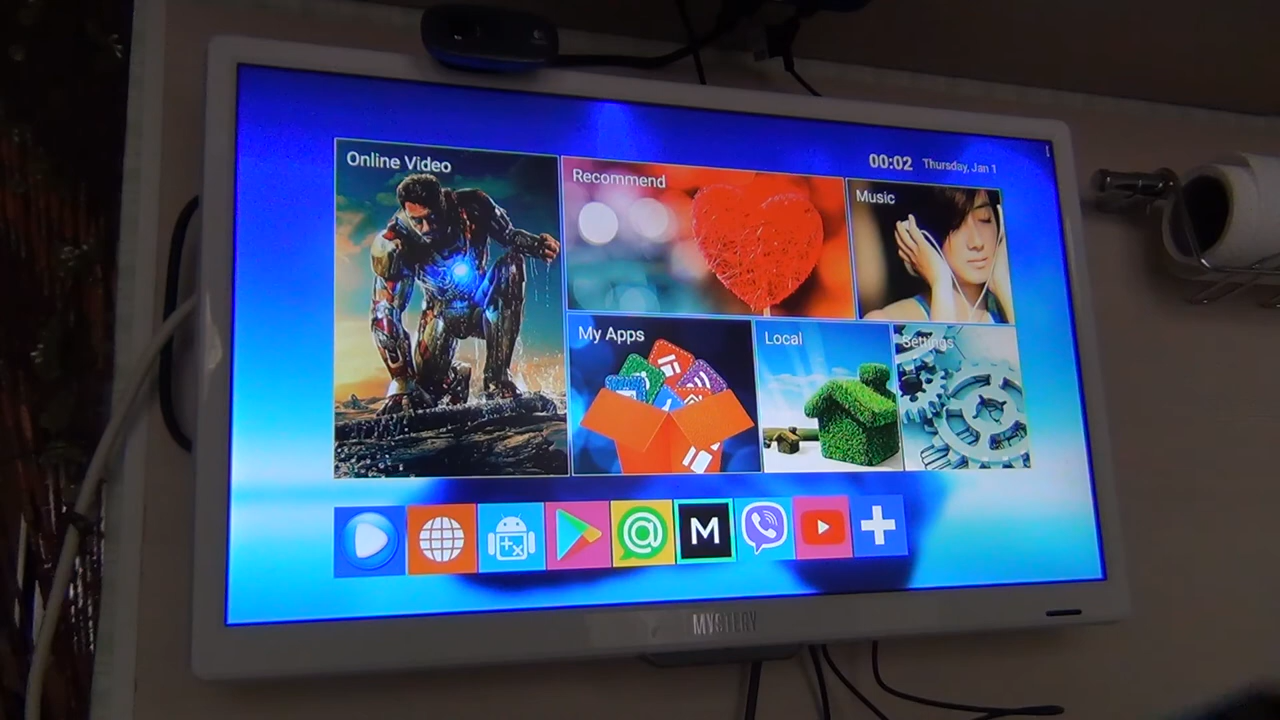 Online Video
Recommend
00:02 Thursday, Jan 1
Music
My Apps
Local
Settings
@
M
MYSTERY